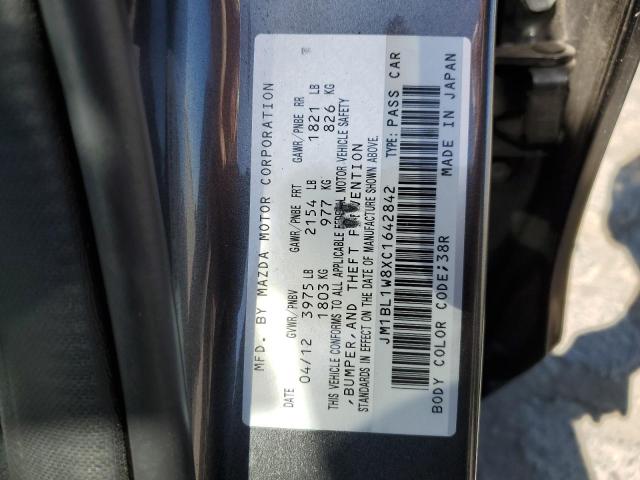 MFD. BY MAZDA MOTOR CORPORATION
DATE GVWR/PNBV GAWR/PNBE FRT GAWR/PNBE RR
04/12 3975 LB 2154 LB 1821 LB
1803 KG 977 KG 826 KG
THIS VEHICLE CONFORMS TO ALL APPLICABLE FEDERAL MOTOR VEHICLE SAFETY
,BUMPER,AND THEFT PREVENTION
STANDARDS IN EFFECT ON THE DATE OF MANUFACTURE SHOWN ABOVE.
JM1BL1W8XC1642842 TYPE: PASS CAR
BODY COLOR CODE;38R MADE IN JAPAN